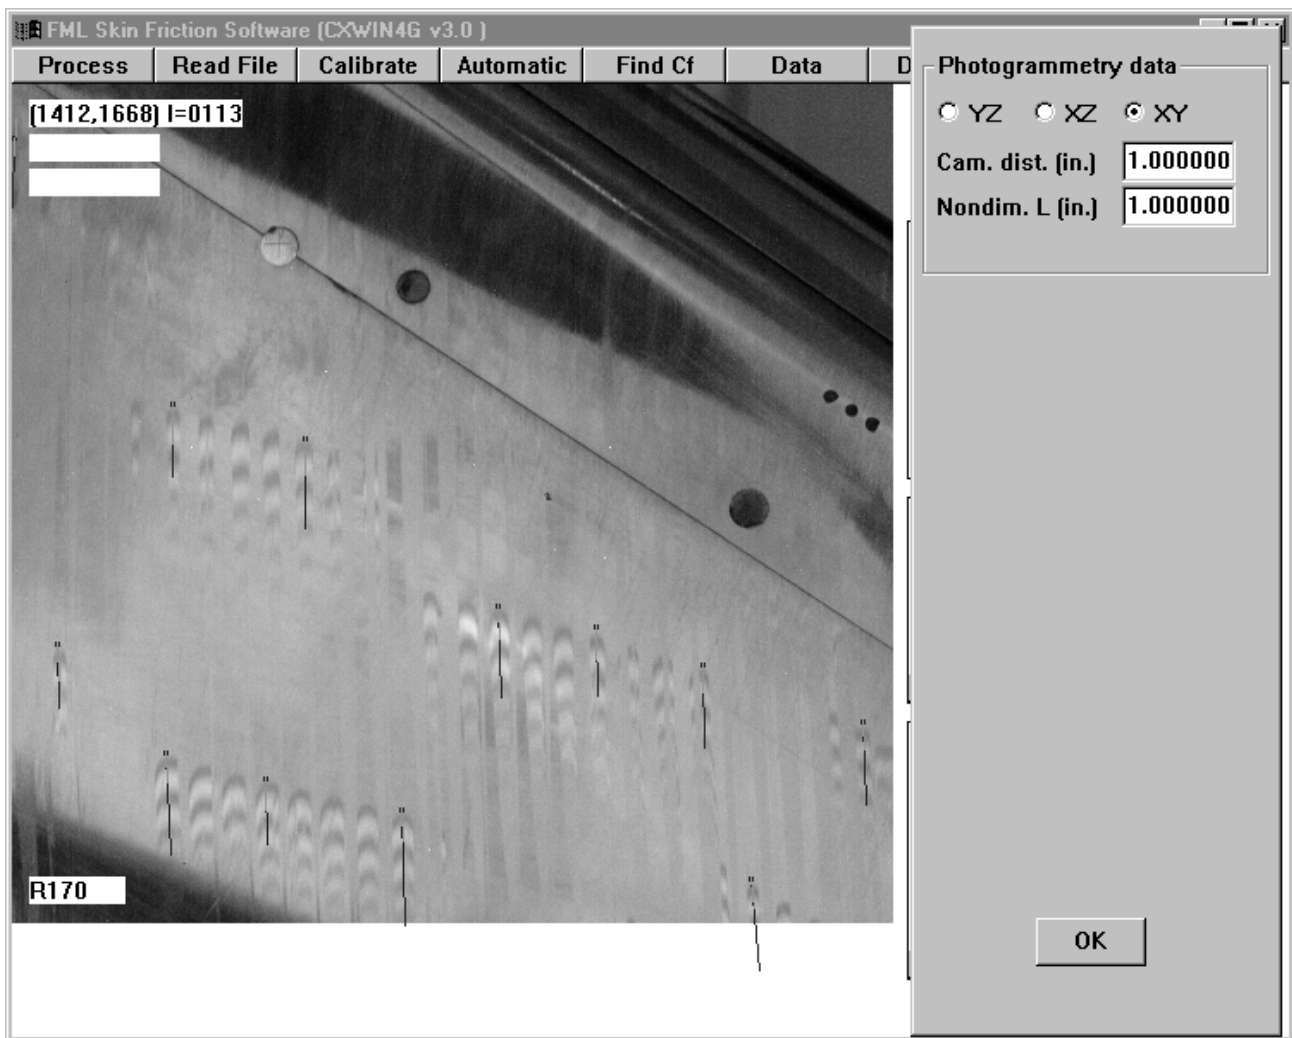 FML Skin Friction Software (CXWIN4G v3.0 )
Process Read File Calibrate Automatic Find Cf Data D
(1412,1668) I=0113
R170
Photogrammetry data
YZ XZ XY
Cam. dist. (in.) 1.000000
Nondim. L (in.) 1.000000
OK